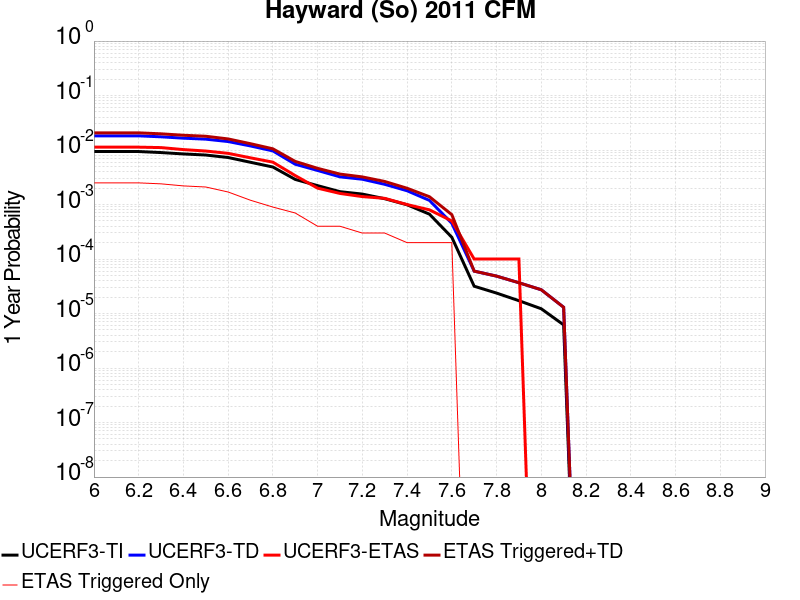 Hayward (So) 2011 CFM
10^0
10^-1
10^-2
10^-3
10^-4
10^-5
10^-6
10^-7
10^-8
1 Year Probability
6 6.2 6.4 6.6 6.8 7 7.2 7.4 7.6 7.8 8 8.2 8.4 8.6 8.8 9
Magnitude
UCERF3-TI UCERF3-TD UCERF3-ETAS ETAS Triggered+TD
ETAS Triggered Only